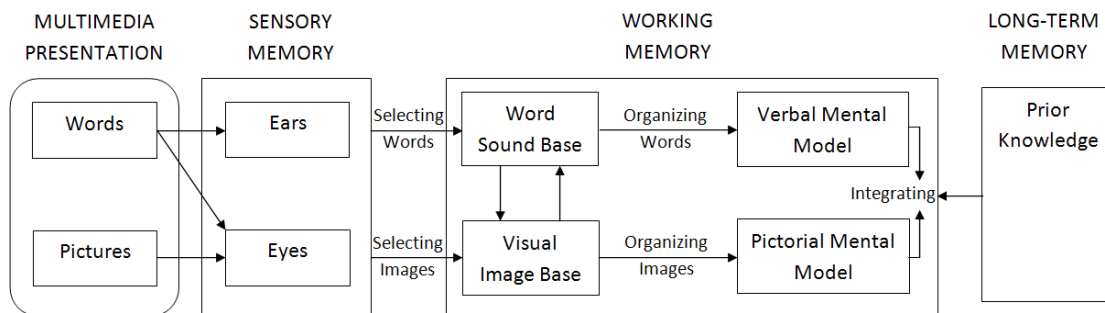 MULTIMEDIA
PRESENTATION
SENSORY
MEMORY
WORKING
MEMORY
LONG-TERM
MEMORY
Words
Pictures
Ears
Eyes
Selecting
Words
Selecting
Images
Word
Sound Base
Visual
Image Base
Organizing
Words
Organizing
Images
Verbal Mental
Model
Integrating
Pictorial Mental
Model
Prior
Knowledge